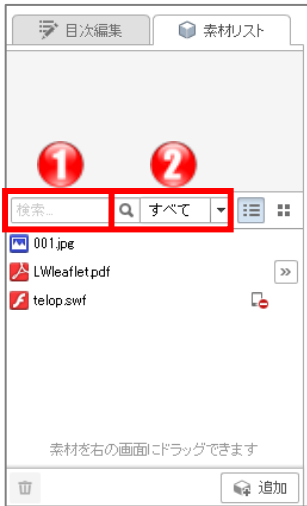 目次編集 素材リスト
1 2
検索... すべて
001.jpg
LWleaflet.pdf
telop.swf
素材を右の画面にドラッグできます
追加